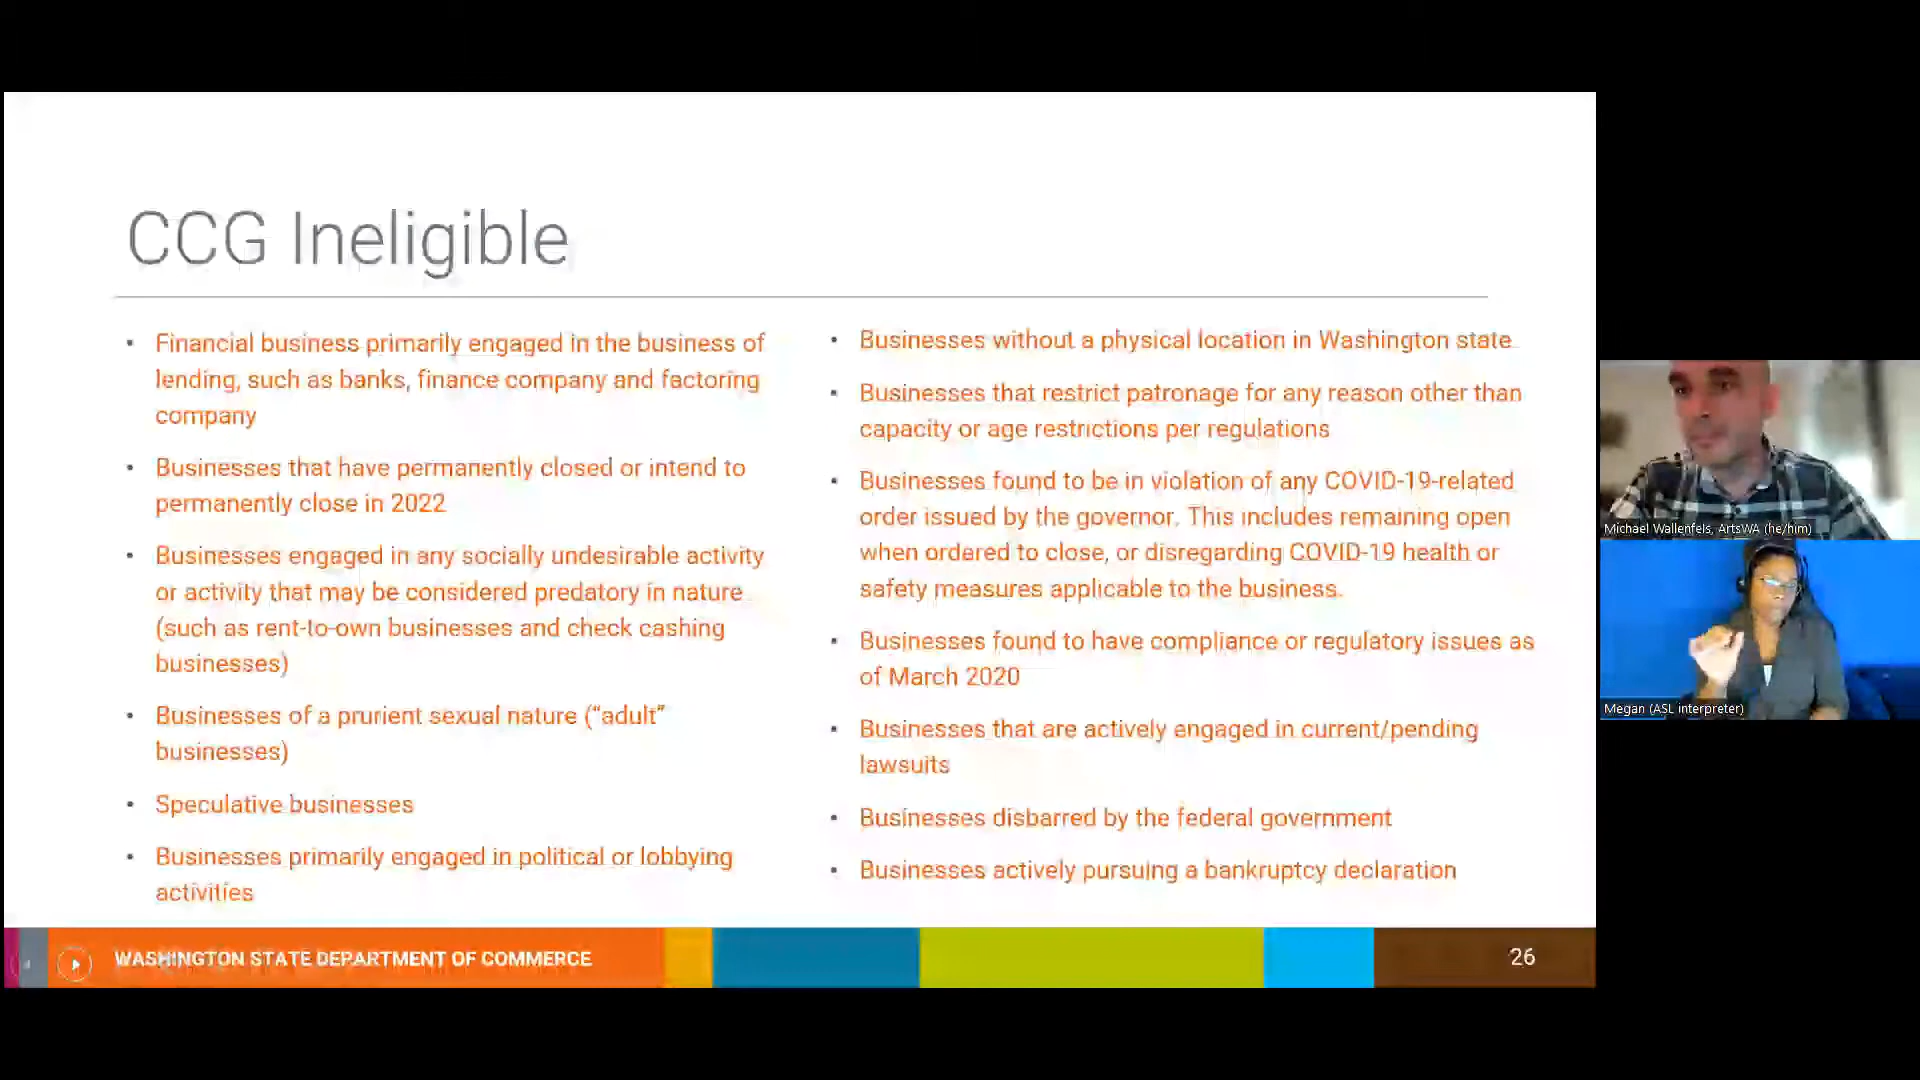 CCG Ineligible
• Financial business primarily engaged in the business of
lending, such as banks, finance company and factoring
company
• Businesses that have permanently closed or intend to
permanently close in 2022
• Businesses engaged in any socially undesirable activity
or activity that may be considered predatory in nature
(such as rent-to-own businesses and check cashing
businesses)
• Businesses of a prurient sexual nature (“adult”
businesses)
• Speculative businesses
• Businesses primarily engaged in political or lobbying
activities
• Businesses without a physical location in Washington state
• Businesses that restrict patronage for any reason other than
capacity or age restrictions per regulations
• Businesses found to be in violation of any COVID-19-related
order issued by the governor. This includes remaining open
when ordered to close, or disregarding COVID-19 health or
safety measures applicable to the business.
• Businesses found to have compliance or regulatory issues as
of March 2020
• Businesses that are actively engaged in current/pending
lawsuits
• Businesses disbarred by the federal government
• Businesses actively pursuing a bankruptcy declaration
WASHINGTON STATE DEPARTMENT OF COMMERCE
26
Michael Wallenfels, ArtsWA (he/him)
Megan (ASL interpreter)